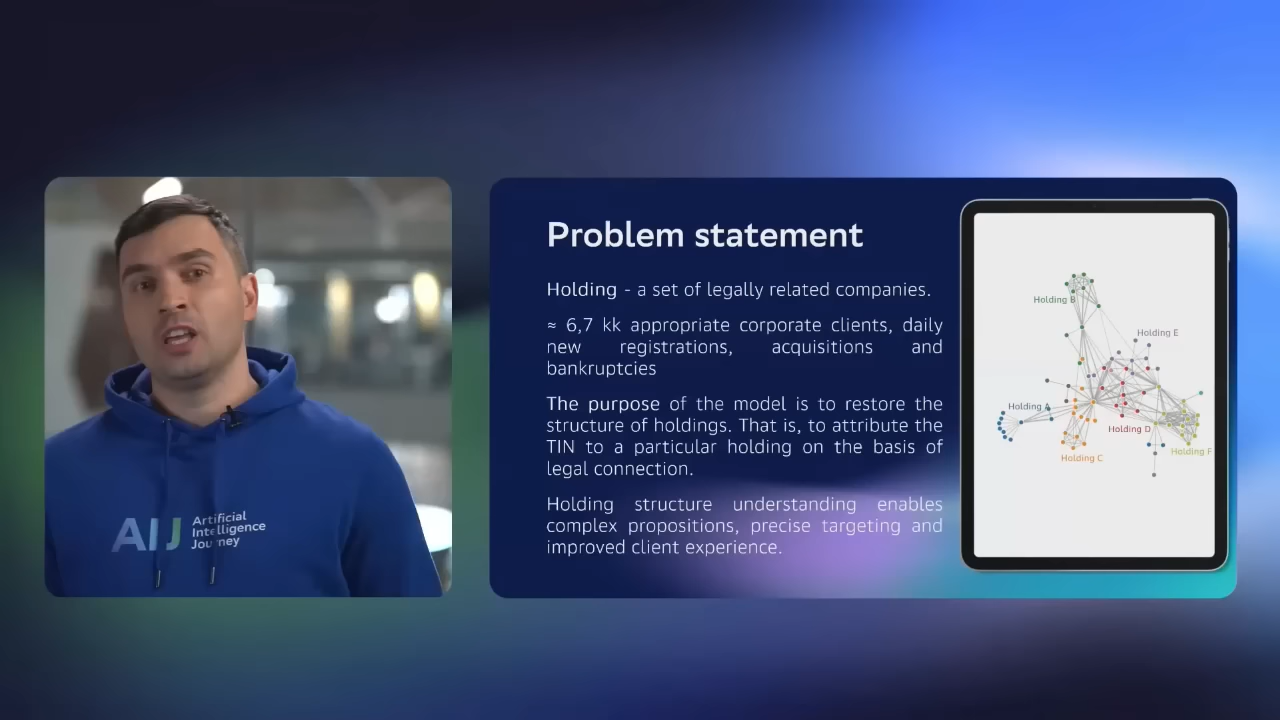 Problem statement
Holding - a set of legally related companies.
≈ 6,7 kk appropriate corporate clients, daily
new registrations, acquisitions and
bankruptcies
The purpose of the model is to restore the
structure of holdings. That is, to attribute the
TIN to a particular holding on the basis of
legal connection.
Holding structure understanding enables
complex propositions, precise targeting and
improved client experience.
Holding B
Holding E
Holding A
Holding D
Holding C
Holding F
AIJ
Artificial
Intelligence
Journey